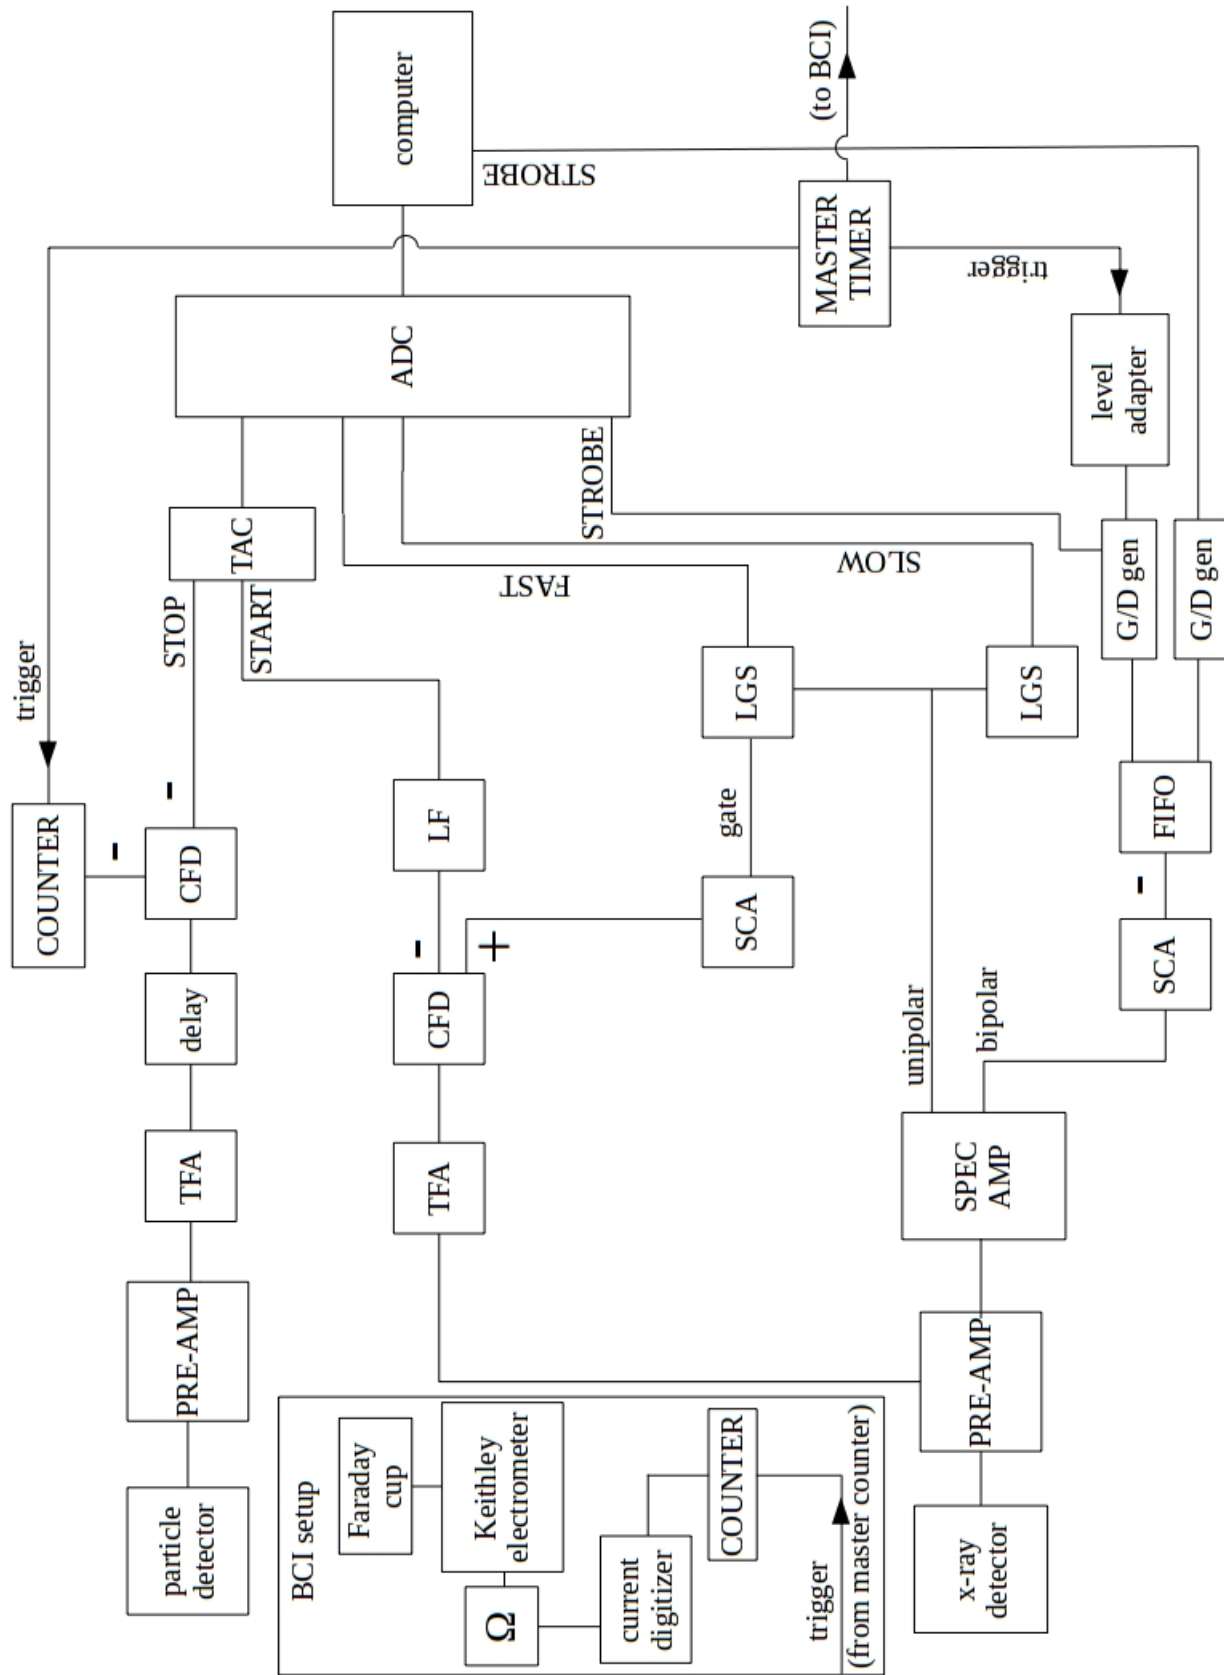 particle
detector
PRE-AMP
TFA
delay
CFD
-
-
COUNTER
trigger
STOP
START
TAC
ADC
computer
STROBE
TFA
CFD
-
+
LF
SCA
gate
LGS
FAST
SLOW
STROBE
MASTER
TIMER
(to BCI)
trigger
level
adapter
G/D gen
G/D gen
LGS
FIFO
-
SCA
unipolar
bipolar
SPEC
AMP
PRE-AMP
x-ray
detector
BCI setup
Faraday
cup
Keithley
electrometer
Ω
current
digitizer
COUNTER
trigger
(from master counter)